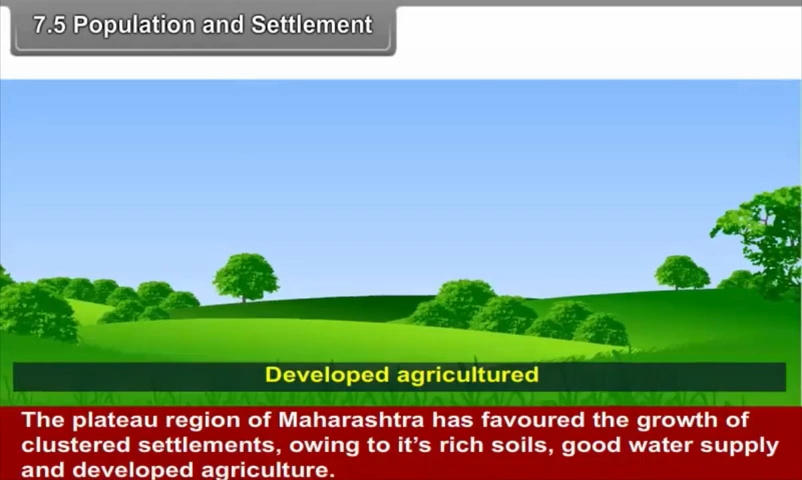 7.5 Population and Settlement
Developed agricultured
The plateau region of Maharashtra has favoured the growth of
clustered settlements, owing to it's rich soils, good water supply
and developed agriculture.